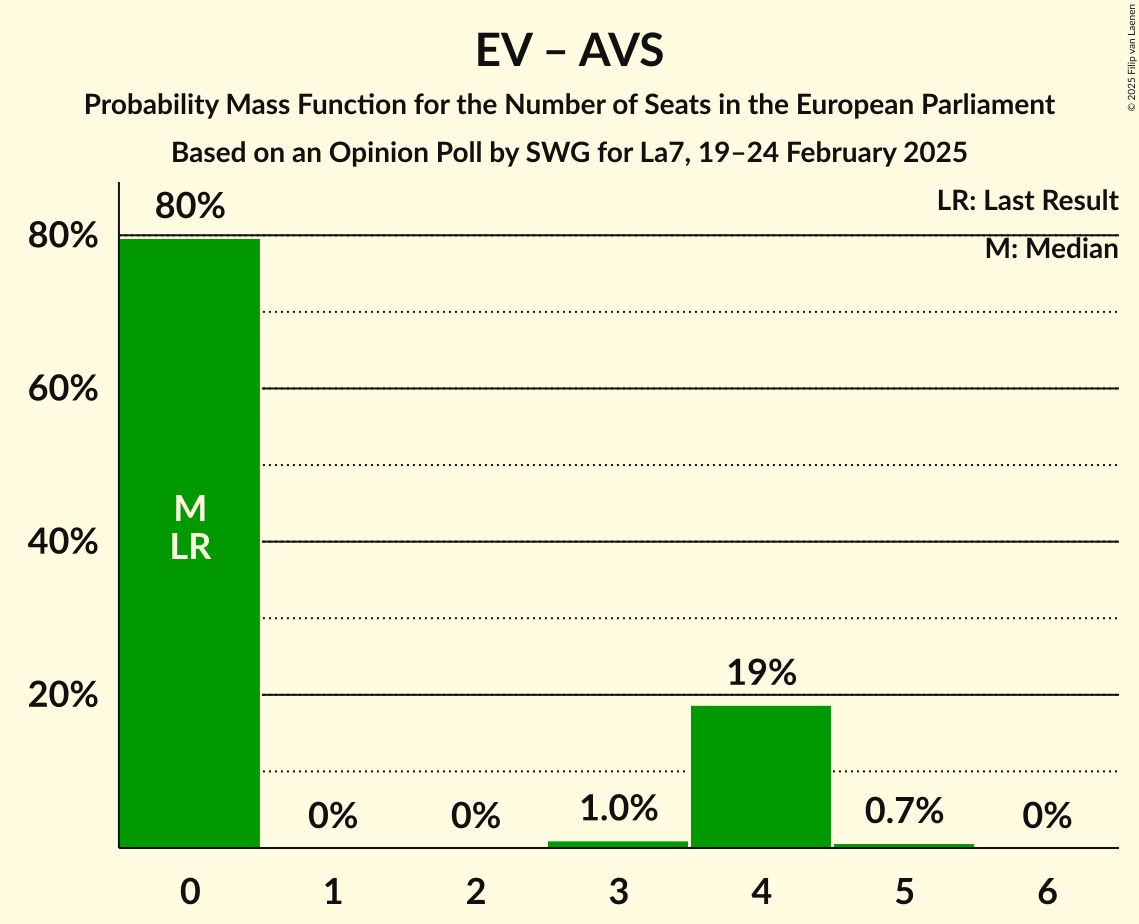 EV – AVS
Probability Mass Function for the Number of Seats in the European Parliament
Based on an Opinion Poll by SWG for La7, 19–24 February 2025
© 2025 Filip van Laenen
LR: Last Result
M: Median
80%
60%
40%
20%
80%
M
LR
0%
0%
1.0%
19%
0.7%
0%
0
1
2
3
4
5
6